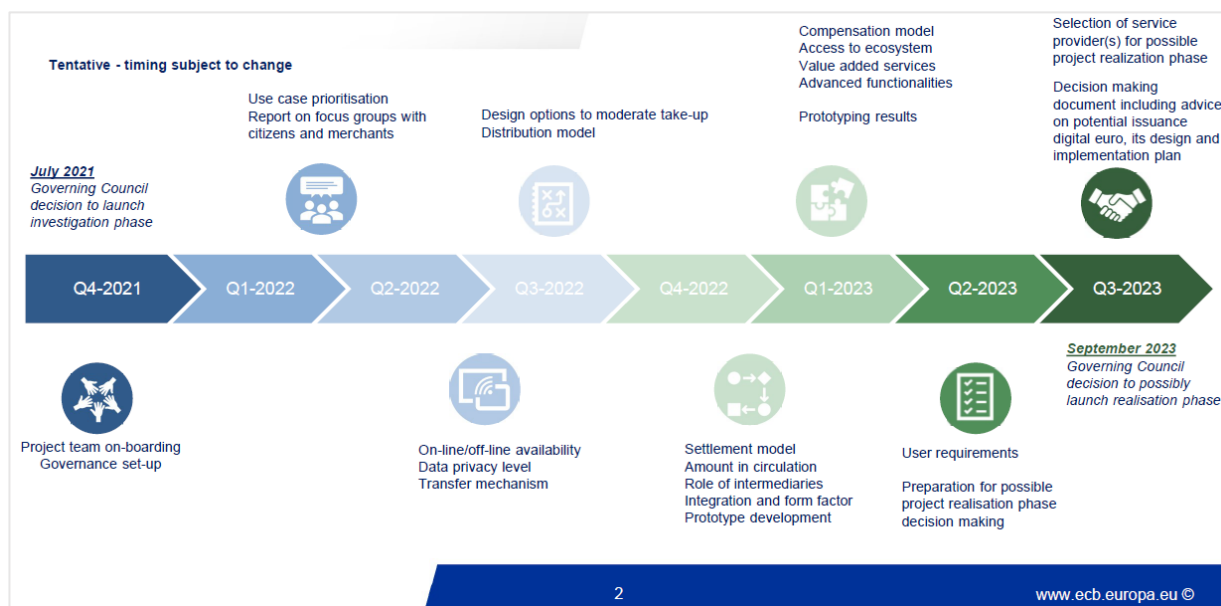 Tentative - timing subject to change
July 2021
Governing Council
decision to launch
investigation phase
Use case prioritisation
Report on focus groups with
citizens and merchants
Design options to moderate take-up
Distribution model
Compensation model
Access to ecosystem
Value added services
Advanced functionalities
Prototyping results
Selection of service
provider(s) for possible
project realization phase
Decision making
document including advice
on potential issuance
digital euro, its design and
implementation plan
Q4-2021
Q1-2022
Q2-2022
Q3-2022
Q4-2022
Q1-2023
Q2-2023
Q3-2023
Project team on-boarding
Governance set-up
On-line/off-line availability
Data privacy level
Transfer mechanism
Settlement model
Amount in circulation
Role of intermediaries
Integration and form factor
Prototype development
User requirements
Preparation for possible
project realisation phase
decision making
September 2023
Governing Council
decision to possibly
launch realisation phase
2
www.ecb.europa.eu ©